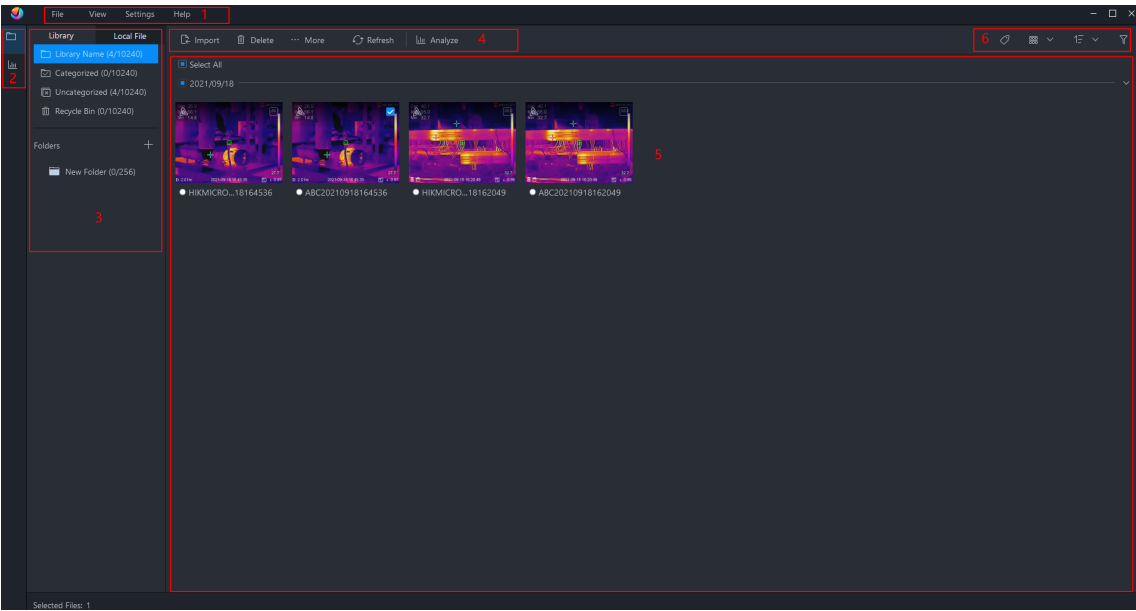 File View Settings Help 1
Library Local File
Import Delete ··· More Refresh Analyze 4
6
2
Library Name (4/10240)
Categorized (0/10240)
Uncategorized (4/10240)
Recycle Bin (0/10240)
Folders
New Folder (0/256)
3
Select All
2021/09/18
HIKMICRO...18164536
ABC20210918164536
HIKMICRO...18162049
ABC20210918162049
5
Selected Files: 1